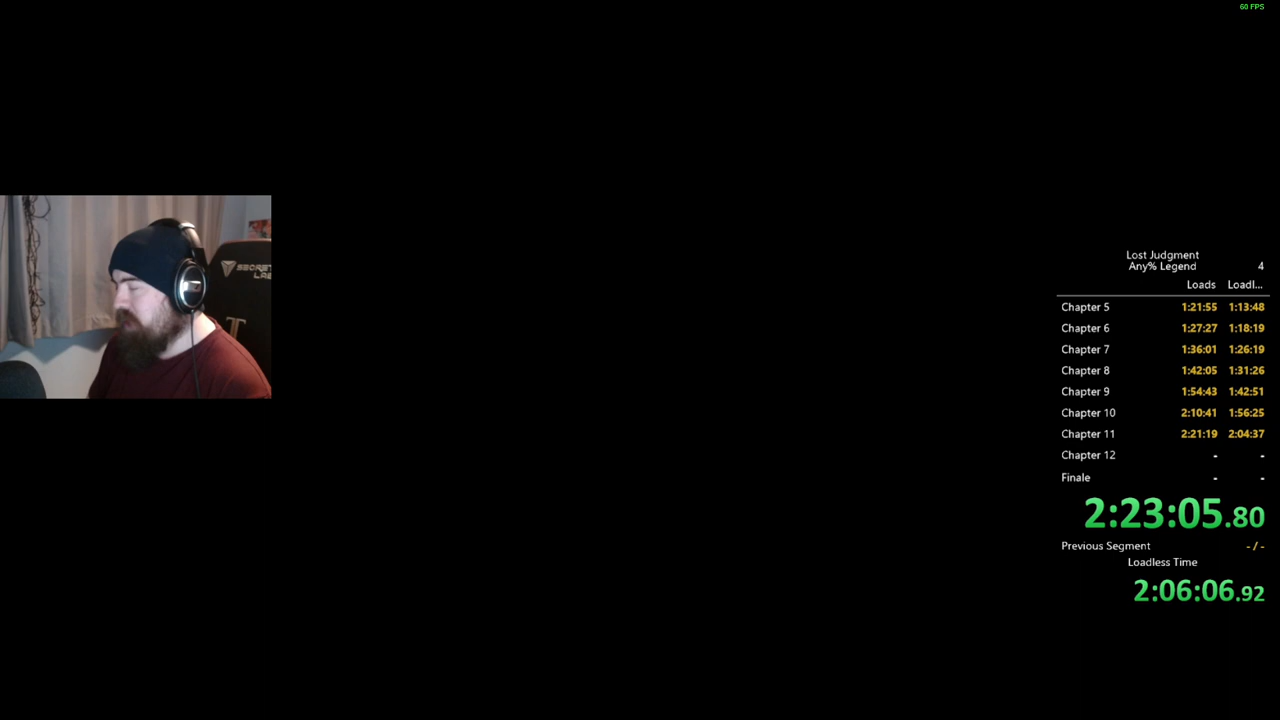 60 FPS
SECRET
LAB
Lost Judgment
Any% Legend 4
Loads Loadl...
Chapter 5 1:21:55 1:13:48
Chapter 6 1:27:27 1:18:19
Chapter 7 1:36:01 1:26:19
Chapter 8 1:42:05 1:31:26
Chapter 9 1:54:43 1:42:51
Chapter 10 2:10:41 1:56:25
Chapter 11 2:21:19 2:04:37
Chapter 12 - -
Finale - -
2:23:05.80
Previous Segment - / -
Loadless Time
2:06:06.92